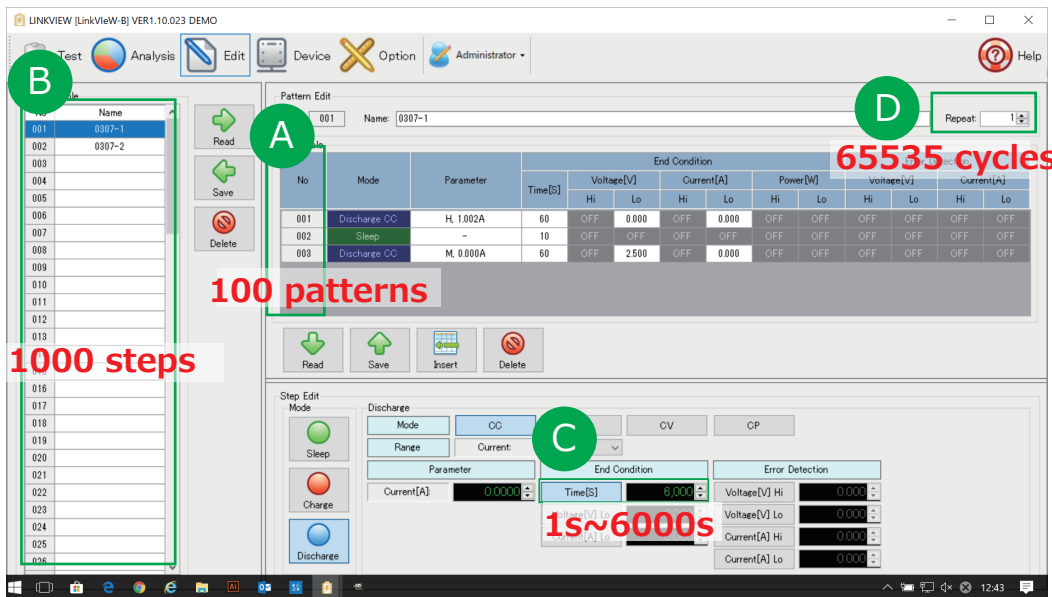 LINKVIEW [LinkVIeW-B] VER1.10.023 DEMO
Test Analysis Edit Device Option Administrator Help
B
No Name
001 0307-1
002 0307-2
003
004
005
006
007
008
009
010
011
012
013
1000 steps
016
017
018
019
020
021
022
023
024
025
026
Read
Save
Delete
Pattern Edit
001 Name: 0307-1 D Repeat: 1
65535 cycles
A
No Mode Parameter Time[S] End Condition
Voltage[V] Current[A] Power[W] Voltage[V] Current[A]
Hi Lo Hi Lo Hi Lo Hi Lo Hi Lo
001 Discharge CC H, 1.002A 60 OFF 0.000 OFF 0.000 OFF OFF OFF OFF OFF OFF
002 Sleep - 10 OFF OFF OFF OFF OFF OFF OFF OFF OFF OFF
003 Discharge CC M, 0.000A 60 OFF 2.500 OFF 0.000 OFF OFF OFF OFF OFF OFF
100 patterns
Read Save Insert Delete
Step Edit
Mode
Sleep
Charge
Discharge
Discharge
Mode CC CV CP
Range Current:
C
Parameter End Condition Error Detection
Current[A]: 0.0000 Time[S] 6,000 Voltage[V] Hi 0.000
Voltage[V] Lo Voltage[V] Lo 0.000
1s~6000s
Current[A] Lo Current[A] Hi 0.000
Current[A] Lo 0.000
12:43